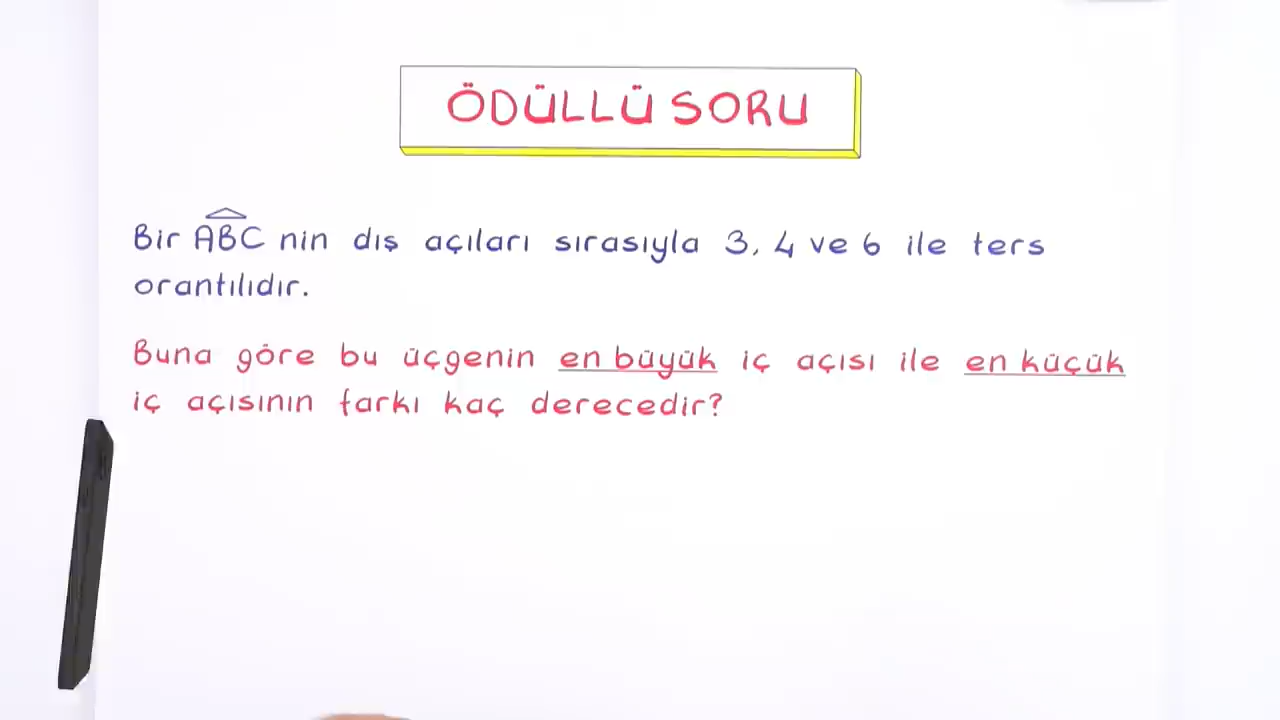 ÖDÜLLÜ SORU
Bir ABC nin dış açıları sırasıyla 3, 4 ve 6 ile ters
orantılıdır.
Buna göre bu üçgenin en büyük iç açısı ile en küçük
iç açısının farkı kaç derecedir?